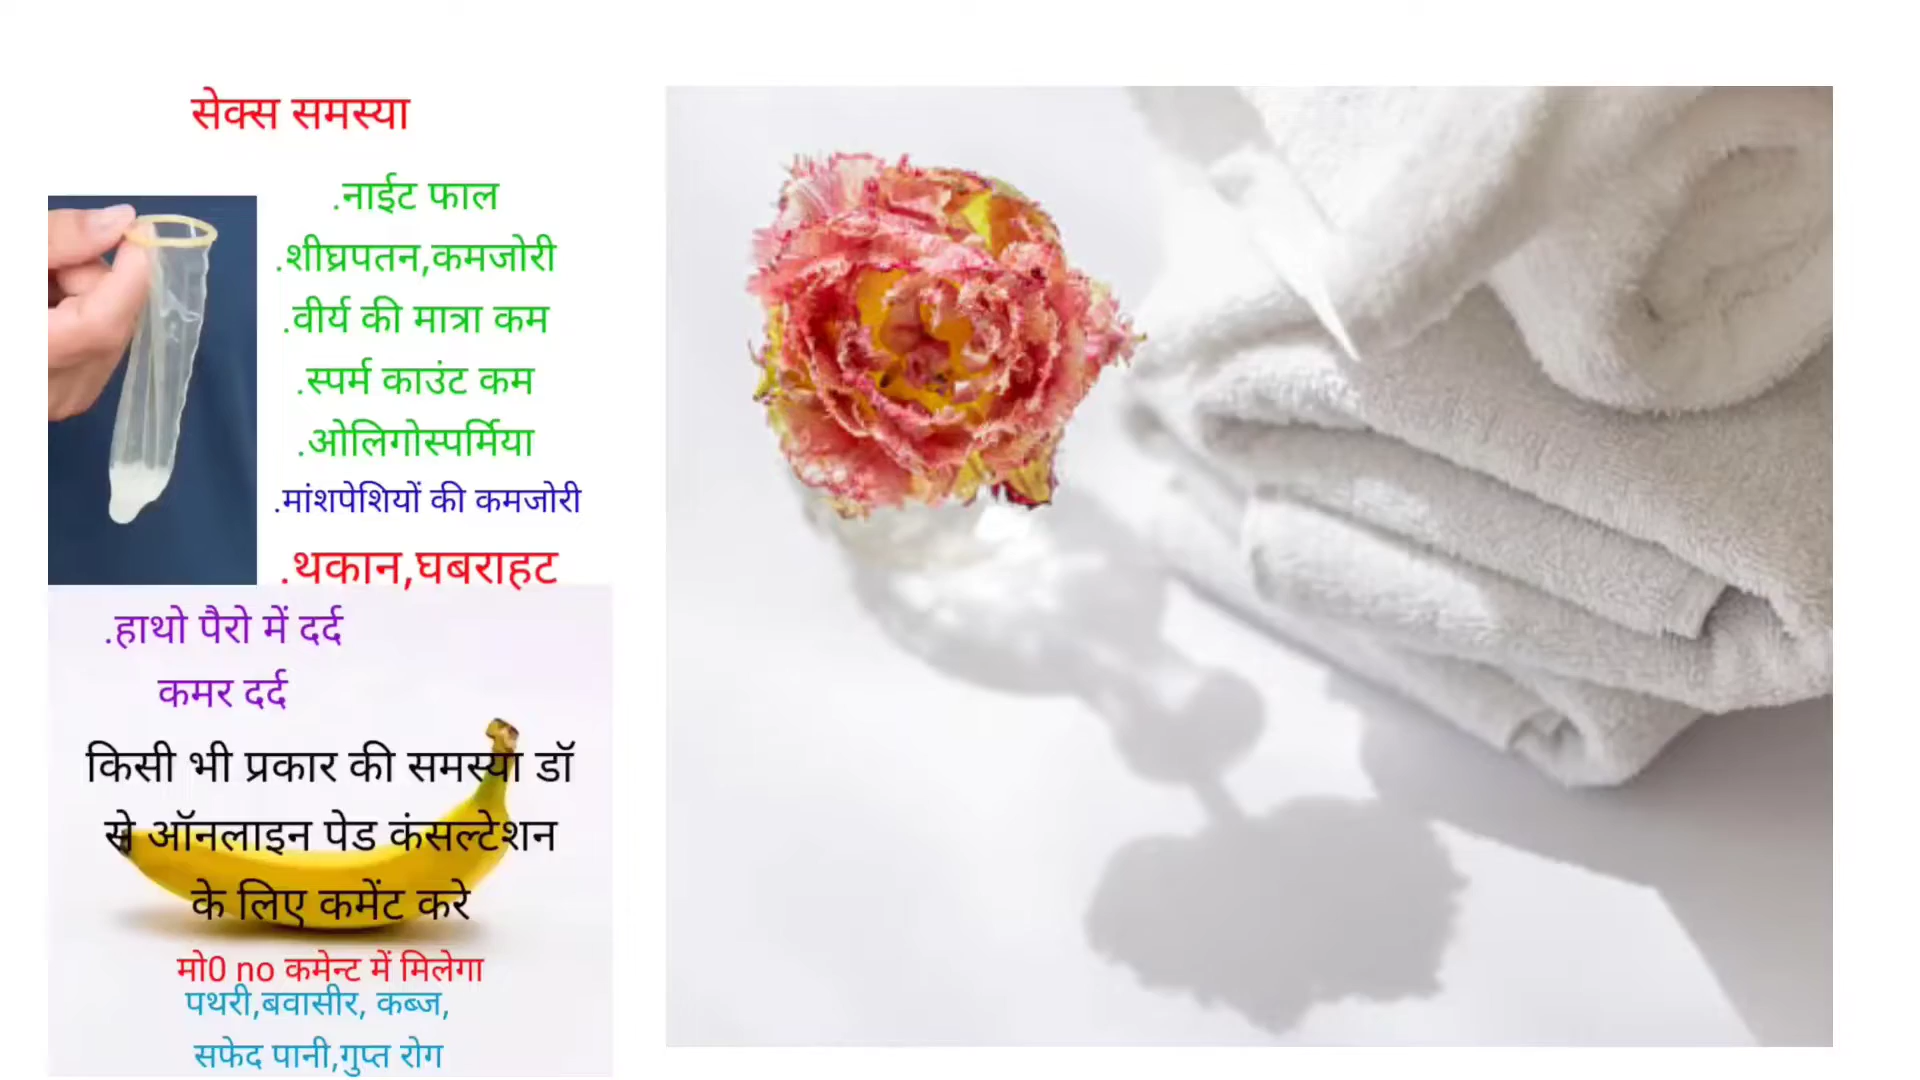 सेक्स समस्या
.नाईट फाल
.शीघ्रपतन,कमजोरी
.वीर्य की मात्रा कम
.स्पर्म काउंट कम
.ओलिगोस्पर्मिया
.मांशपेशियों की कमजोरी
.थकान,घबराहट
.हाथो पैरो में दर्द
कमर दर्द
किसी भी प्रकार की समस्या डॉ
से ऑनलाइन पेड कंसल्टेशन
के लिए कमेंट करे
मो0 no कमेन्ट में मिलेगा
पथरी,बवासीर, कब्ज,
सफेद पानी,गुप्त रोग